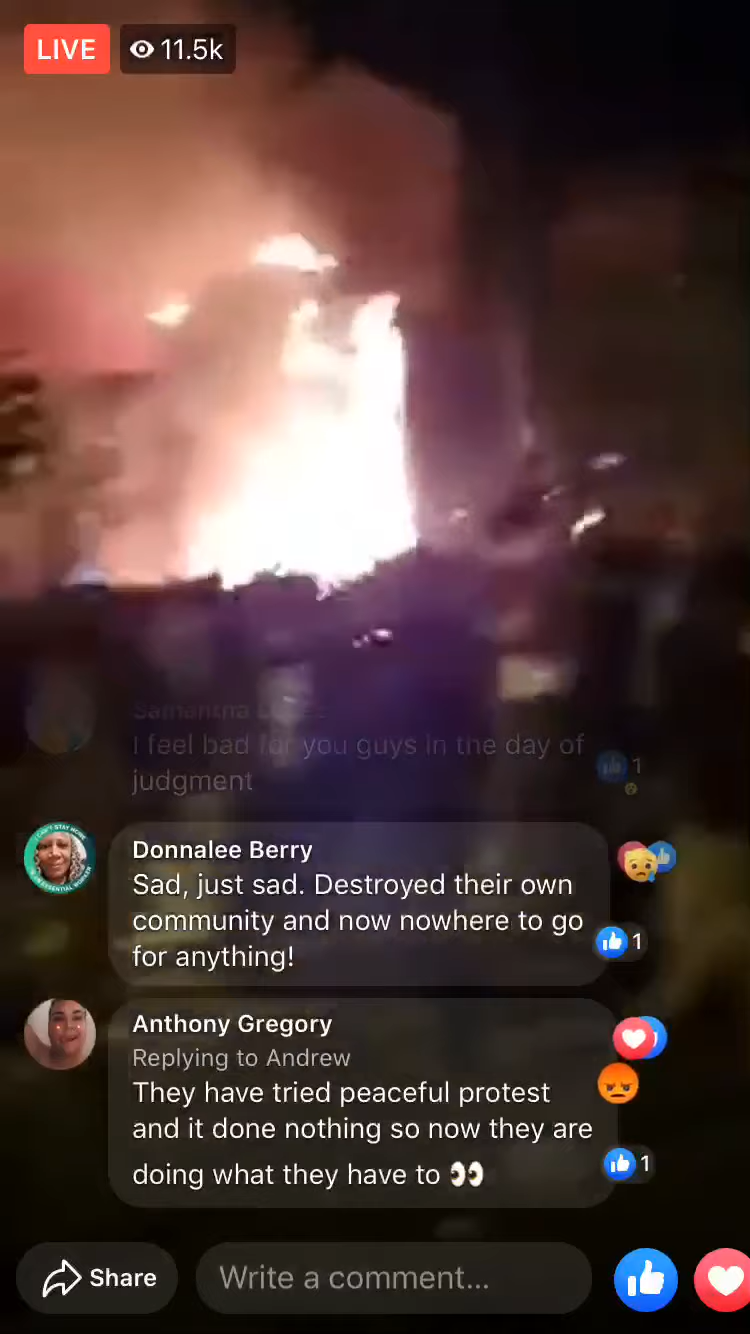 LIVE
11.5k
Samantha
I feel bad for you guys in the day of
judgment
1
Donnalee Berry
Sad, just sad. Destroyed their own
community and now nowhere to go
for anything!
1
Anthony Gregory
Replying to Andrew
They have tried peaceful protest
and it done nothing so now they are
doing what they have to 👀
1
Share
Write a comment...